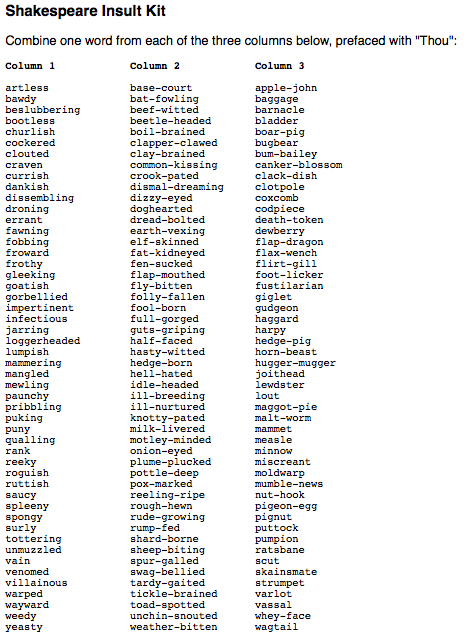 Shakespeare Insult Kit
Combine one word from each of the three columns below, prefaced with "Thou":
Column 1 Column 2 Column 3
artless base-court apple-john
bawdy bat-fowling baggage
beslubbering beef-witted barnacle
bootless beetle-headed bladder
churlish boil-brained boar-pig
cockered clapper-clawed bugbear
clouted clay-brained bum-bailey
craven common-kissing canker-blossom
currish crook-pated clack-dish
dankish dismal-dreaming clotpole
dissembling dizzy-eyed coxcomb
droning doghearted codpiece
errant dread-bolted death-token
fawning earth-vexing dewberry
fobbing elf-skinned flap-dragon
froward fat-kidneyed flax-wench
frothy fen-sucked flirt-gill
gleeking flap-mouthed foot-licker
goatish fly-bitten fustilarian
gorbellied folly-fallen giglet
impertinent fool-born gudgeon
infectious full-gorged haggard
jarring guts-griping harpy
loggerheaded half-faced hedge-pig
lumpish hasty-witted horn-beast
mammering hedge-born hugger-mugger
mangled hell-hated joithead
mewling idle-headed lewdster
paunchy ill-breeding lout
pribbling ill-nurtured maggot-pie
puking knotty-pated malt-worm
puny milk-livered mammet
qualling motley-minded measle
rank onion-eyed minnow
reeky plume-plucked miscreant
roguish pottle-deep moldwarp
ruttish pox-marked mumble-news
saucy reeling-ripe nut-hook
spleeny rough-hewn pigeon-egg
spongy rude-growing pignut
surly rump-fed puttock
tottering shard-borne pumpion
unmuzzled sheep-biting ratsbane
vain spur-galled scut
venomed swag-bellied skainsmate
villainous tardy-gaited strumpet
warped tickle-brained varlot
wayward toad-spotted vassal
weedy unchin-snouted whey-face
yeasty weather-bitten wagtail